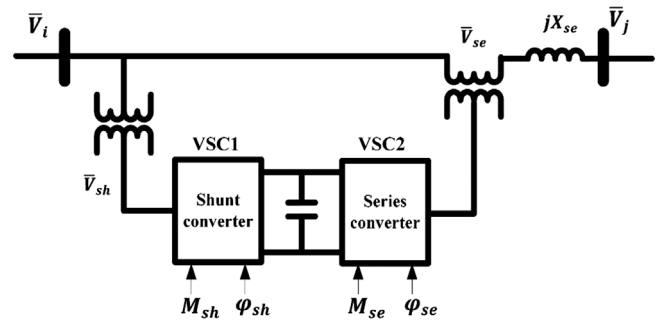 V̅i
V̅se
jXse
V̅j
VSC1
VSC2
V̅sh
Shunt
converter
Series
converter
Msh
φsh
Mse
φse